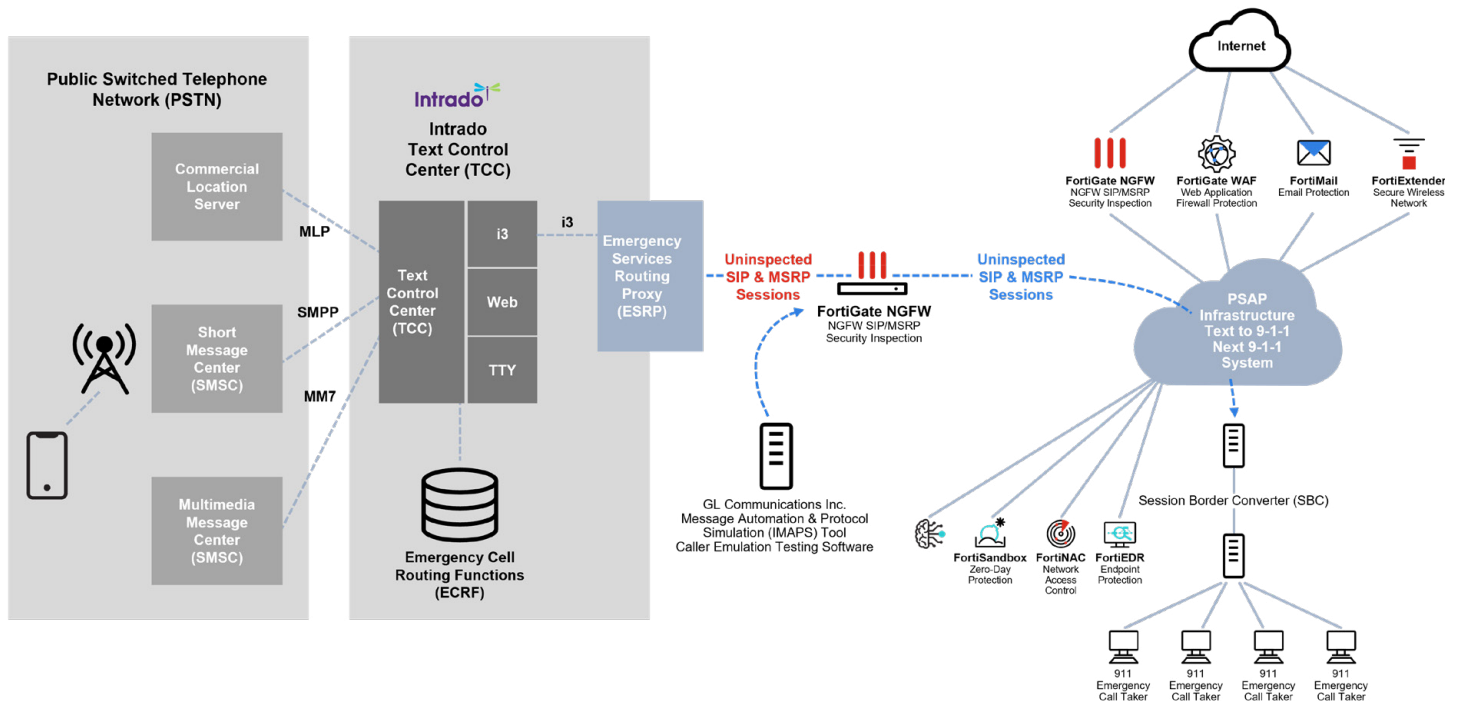 Public Switched Telephone
Network (PSTN)
Commercial
Location
Server
Short
Message
Center
(SMSC)
Multimedia
Message
Center
(SMSC)
MLP
SMPP
MM7
Intrado
Intrado
Text Control
Center (TCC)
Text
Control
Center
(TCC)
i3
Web
TTY
i3
Emergency
Services
Routing
Proxy
(ESRP)
Emergency Cell
Routing Functions
(ECRF)
Uninspected
SIP & MSRP
Sessions
FortiGate NGFW
NGFW SIP/MSRP
Security Inspection
Uninspected
SIP & MSRP
Sessions
GL Communications Inc.
Message Automation & Protocol
Simulation (IMAPS) Tool
Caller Emulation Testing Software
Internet
FortiGate NGFW
NGFW SIP/MSRP
Security Inspection
FortiGate WAF
Web Application
Firewall Protection
FortiMail
Email Protection
FortiExtender
Secure Wireless
Network
PSAP
Infrastructure
Text to 9-1-1
Next 9-1-1
System
FortiSandbox
Zero-Day
Protection
FortiNAC
Network
Access
Control
FortiEDR
Endpoint
Protection
Session Border Converter (SBC)
911
Emergency
Call Taker
911
Emergency
Call Taker
911
Emergency
Call Taker
911
Emergency
Call Taker